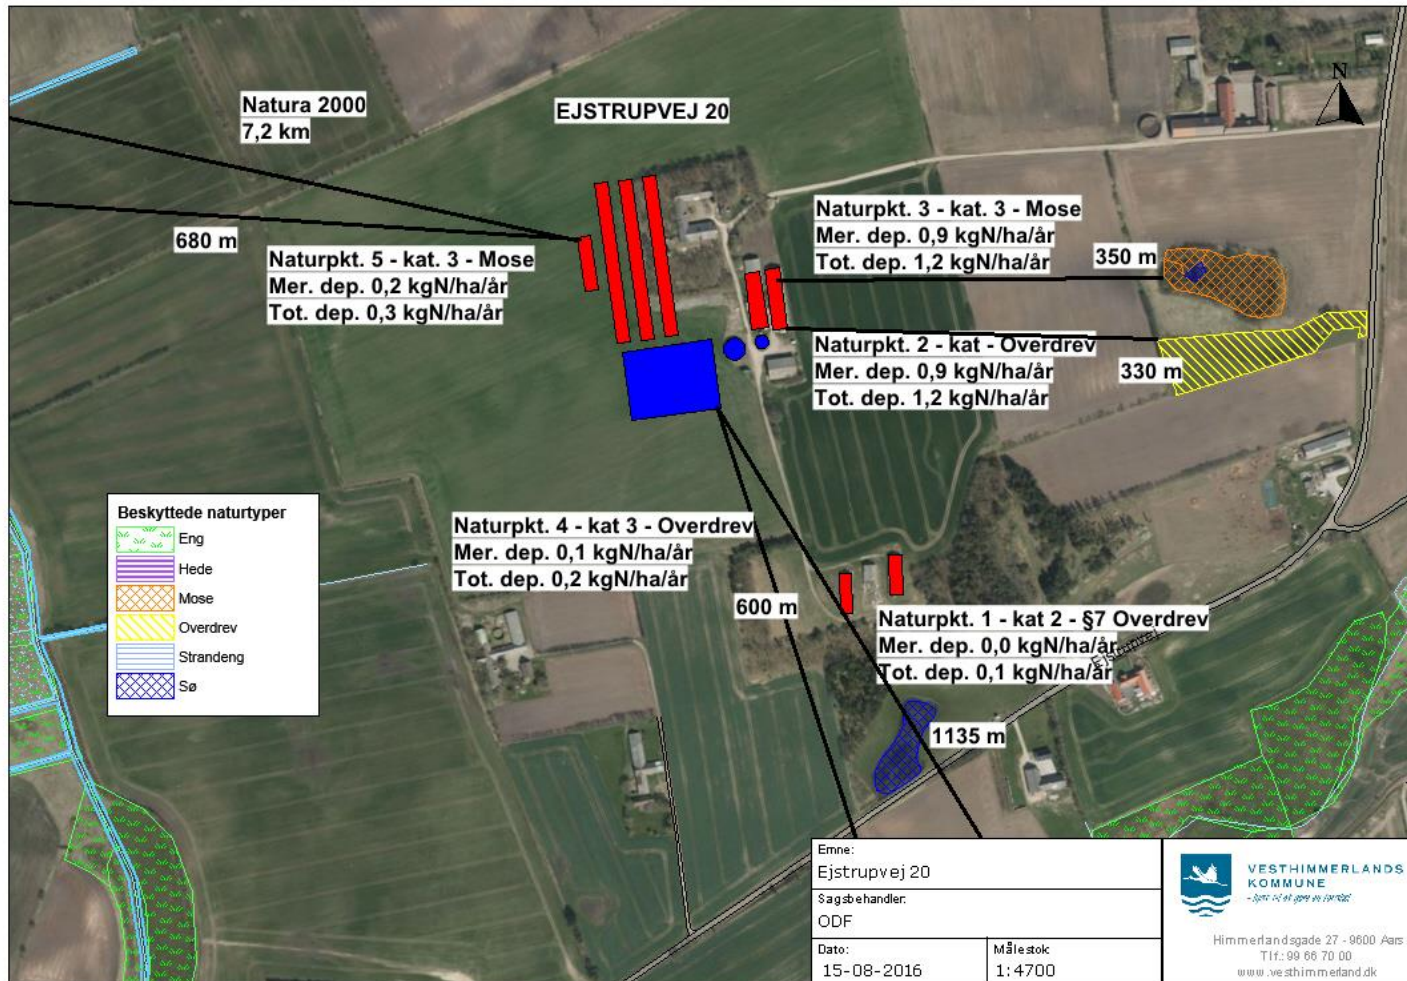 Natura 2000
7,2 km
EJSTRUPVEJ 20
N
680 m
Naturpkt. 5 - kat. 3 - Mose
Mer. dep. 0,2 kgN/ha/år
Tot. dep. 0,3 kgN/ha/år
Naturpkt. 3 - kat. 3 - Mose
Mer. dep. 0,9 kgN/ha/år
Tot. dep. 1,2 kgN/ha/år
350 m
Naturpkt. 2 - kat - Overdrev
Mer. dep. 0,9 kgN/ha/år
Tot. dep. 1,2 kgN/ha/år
330 m
Beskyttede naturtyper
Eng
Hede
Mose
Overdrev
Strandeng
Sø
Naturpkt. 4 - kat 3 - Overdrev
Mer. dep. 0,1 kgN/ha/år
Tot. dep. 0,2 kgN/ha/år
600 m
Naturpkt. 1 - kat 2 - §7 Overdrev
Mer. dep. 0,0 kgN/ha/år
Tot. dep. 0,1 kgN/ha/år
Ejstrupvej
1135 m
Emne:
Ejstrupvej 20
Sagsbehandler:
ODF
Dato:
15-08-2016
Målestok
1:4700
VESTHIMMERLANDS
KOMMUNE
Himmerlandsgade 27 - 9600 Aars
Tlf.: 99 66 70 00
www.vesthimmerland.dk